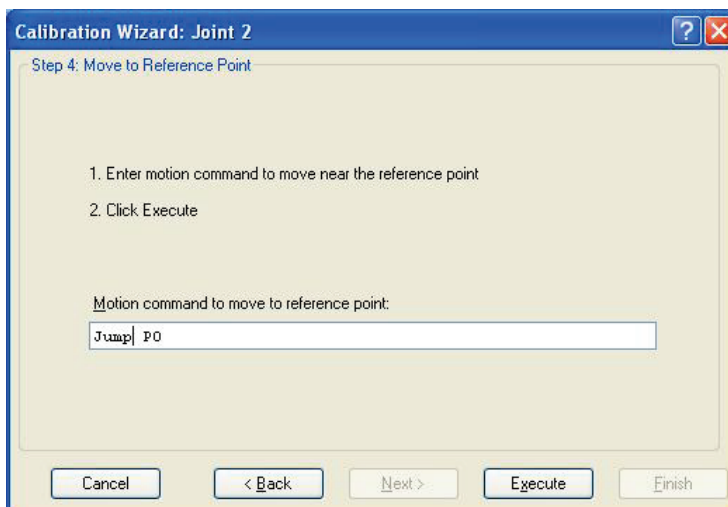 Calibration Wizard: Joint 2
Step 4: Move to Reference Point
1. Enter motion command to move near the reference point
2. Click Execute
Motion command to move to reference point:
Jump P0
Cancel
< Back
Next >
Execute
Finish